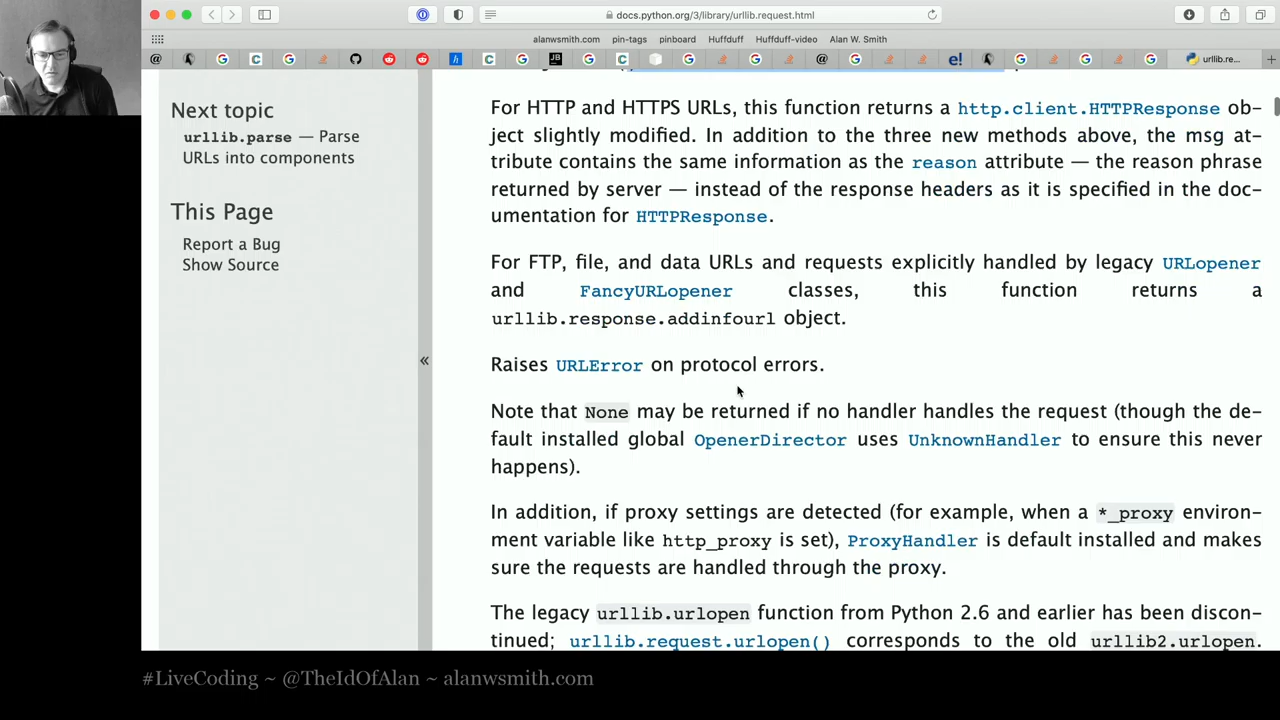 docs.python.org/3/library/urllib.request.html
alanwsmith.com pin-tags pinboard Huffduff Huffduff-video Alan W. Smith
urllib.re...
Next topic
urllib.parse — Parse
URLs into components
This Page
Report a Bug
Show Source
«
For HTTP and HTTPS URLs, this function returns a http.client.HTTPResponse ob-
ject slightly modified. In addition to the three new methods above, the msg at-
tribute contains the same information as the reason attribute — the reason phrase
returned by server — instead of the response headers as it is specified in the doc-
umentation for HTTPResponse.
For FTP, file, and data URLs and requests explicitly handled by legacy URLopener
and FancyURLopener classes, this function returns a
urllib.response.addinfourl object.
Raises URLError on protocol errors.
Note that None may be returned if no handler handles the request (though the de-
fault installed global OpenerDirector uses UnknownHandler to ensure this never
happens).
In addition, if proxy settings are detected (for example, when a *_proxy environ-
ment variable like http_proxy is set), ProxyHandler is default installed and makes
sure the requests are handled through the proxy.
The legacy urllib.urlopen function from Python 2.6 and earlier has been discon-
tinued; urllib.request.urlopen() corresponds to the old urllib2.urlopen.
#LiveCoding ~ @TheIdOfAlan ~ alanwsmith.com